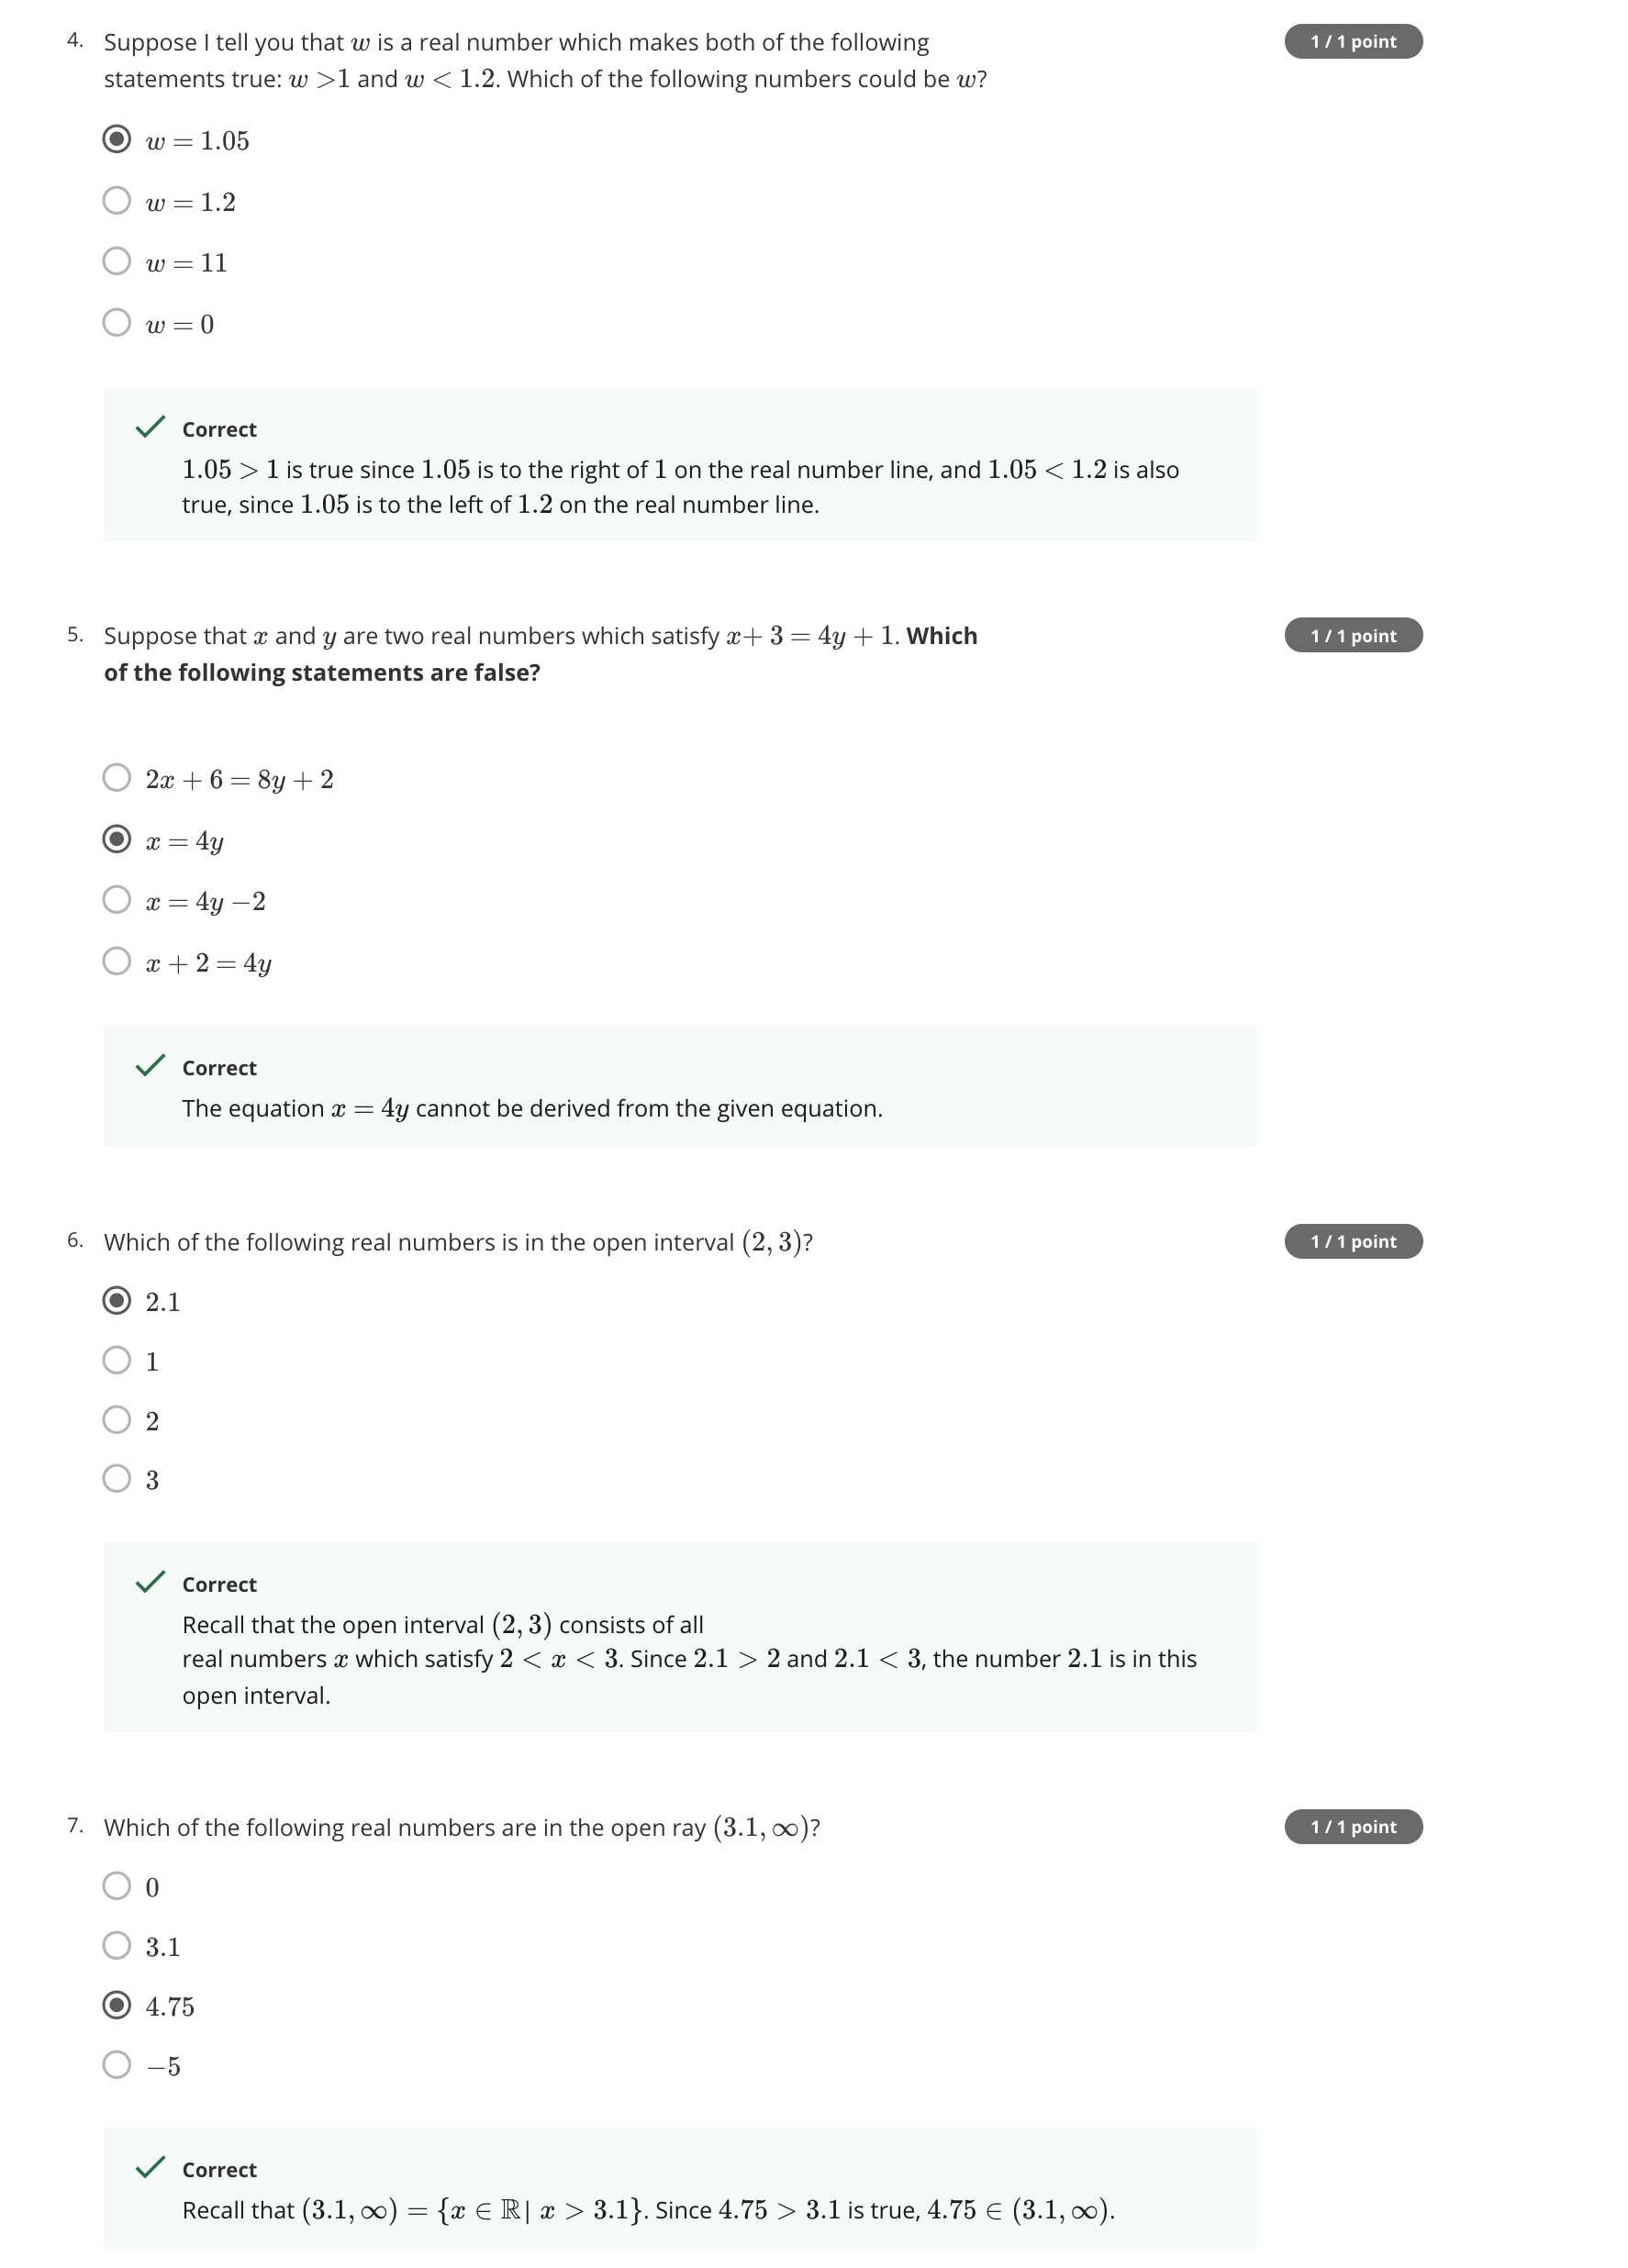 4. Suppose I tell you that w is a real number which makes both of the following 1 / 1 point
statements true: w >1 and w < 1.2. Which of the following numbers could be w?
w = 1.05
w = 1.2
w = 11
w = 0
Correct
1.05 > 1 is true since 1.05 is to the right of 1 on the real number line, and 1.05 < 1.2 is also
true, since 1.05 is to the left of 1.2 on the real number line.
5. Suppose that x and y are two real numbers which satisfy x+ 3 = 4y + 1. Which 1 / 1 point
of the following statements are false?
2x + 6 = 8y + 2
x = 4y
x = 4y −2
x + 2 = 4y
Correct
The equation x = 4y cannot be derived from the given equation.
6. Which of the following real numbers is in the open interval (2, 3)? 1 / 1 point
2.1
1
2
3
Correct
Recall that the open interval (2, 3) consists of all
real numbers x which satisfy 2 < x < 3. Since 2.1 > 2 and 2.1 < 3, the number 2.1 is in this
open interval.
7. Which of the following real numbers are in the open ray (3.1, ∞)? 1 / 1 point
0
3.1
4.75
−5
Correct
Recall that (3.1, ∞) = {x ∈ ℝ| x > 3.1}. Since 4.75 > 3.1 is true, 4.75 ∈ (3.1, ∞).